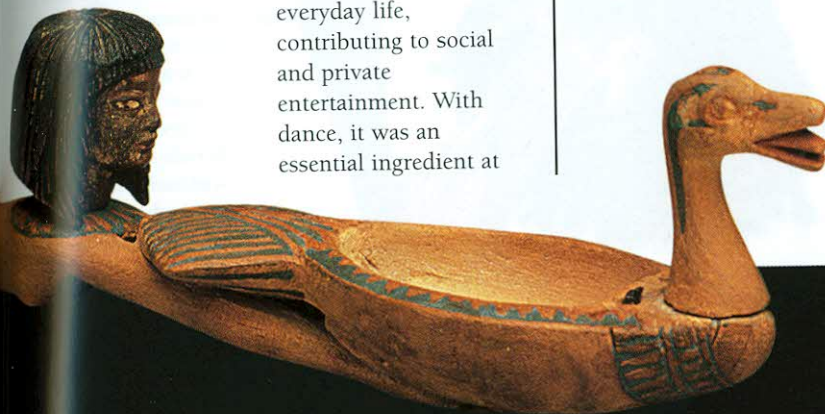 everyday life,
contributing to social
and private
entertainment. With
dance, it was an
essential ingredient at